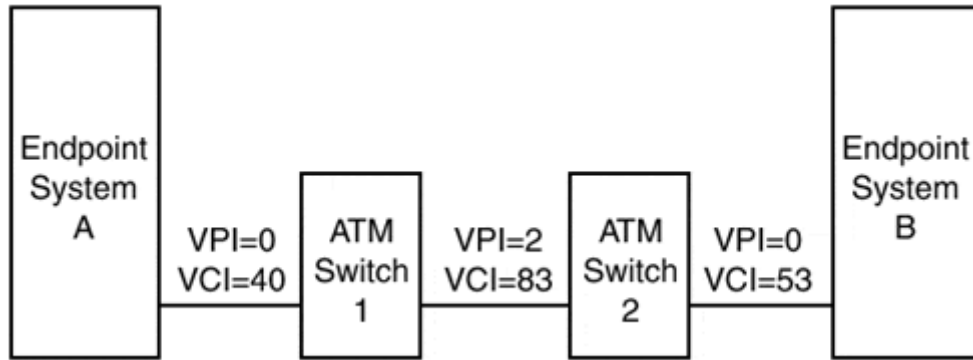 Endpoint
System
A
VPI=0
VCI=40
ATM
Switch
1
VPI=2
VCI=83
ATM
Switch
2
VPI=0
VCI=53
Endpoint
System
B